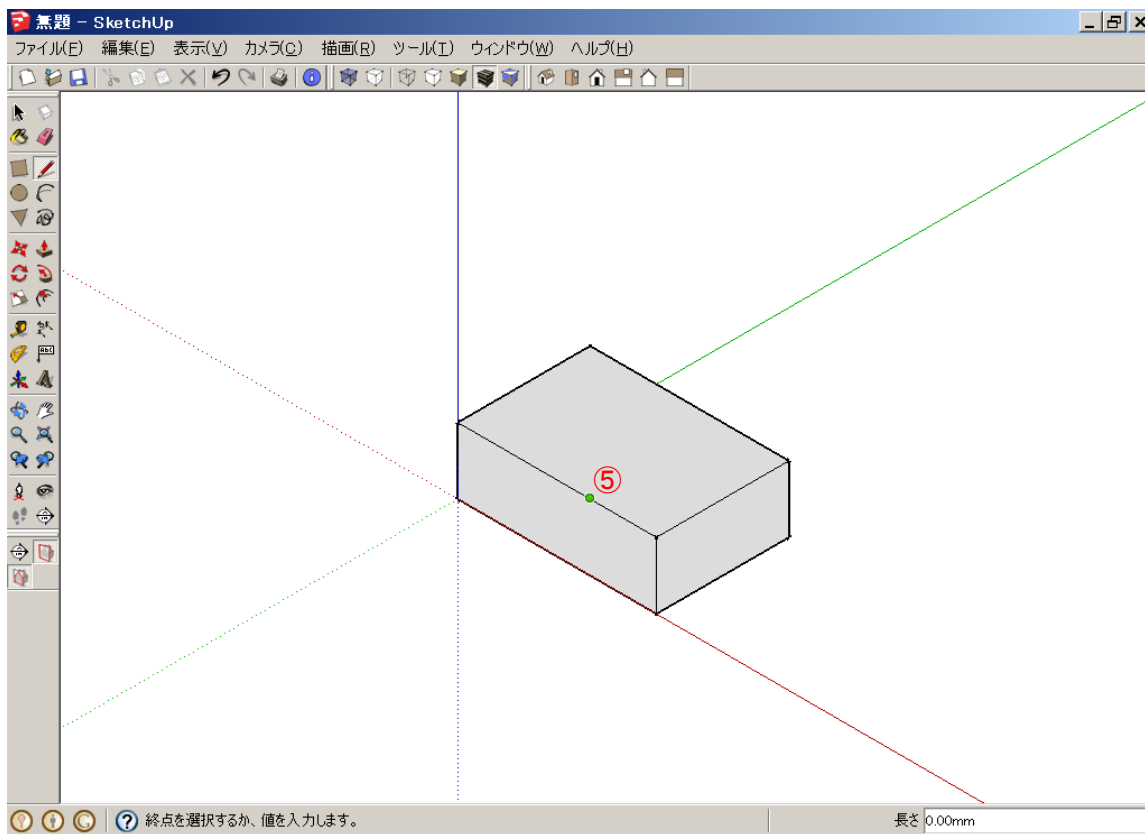 無題 - SketchUp
ファイル(F) 編集(E) 表示(V) カメラ(C) 描画(R) ツール(T) ウィンドウ(W) ヘルプ(H)
⑤
終点を選択するか、値を入力します。
長さ 0.00mm